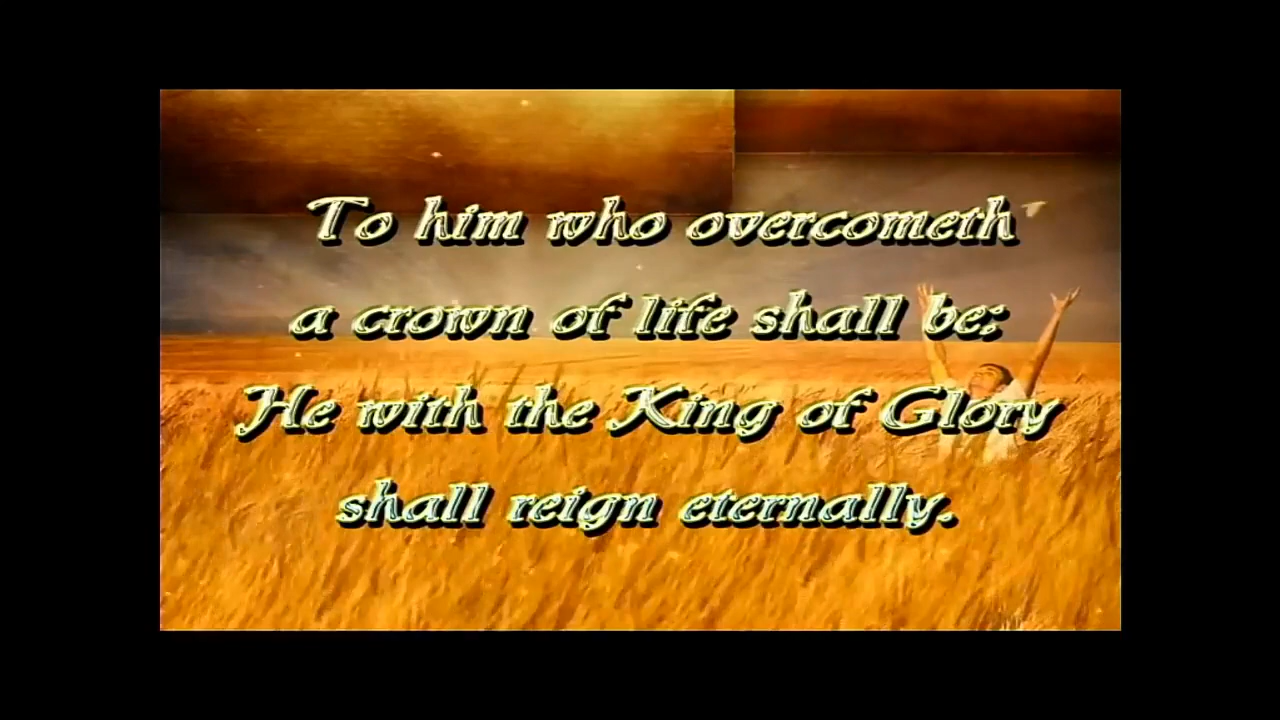 To him who overcometh
a crown of life shall be;
He with the King of Glory
shall reign eternally.